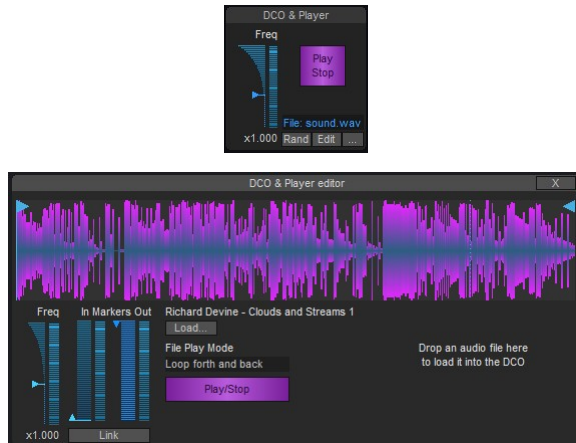 DCO & Player
Freq
Play
Stop
File: sound.wav
x1.000 Rand Edit ...
DCO & Player editor X
Freq In Markers Out Richard Devine - Clouds and Streams 1
Load...
File Play Mode
Loop forth and back
Drop an audio file here
to load it into the DCO
Play/Stop
x1.000 Link